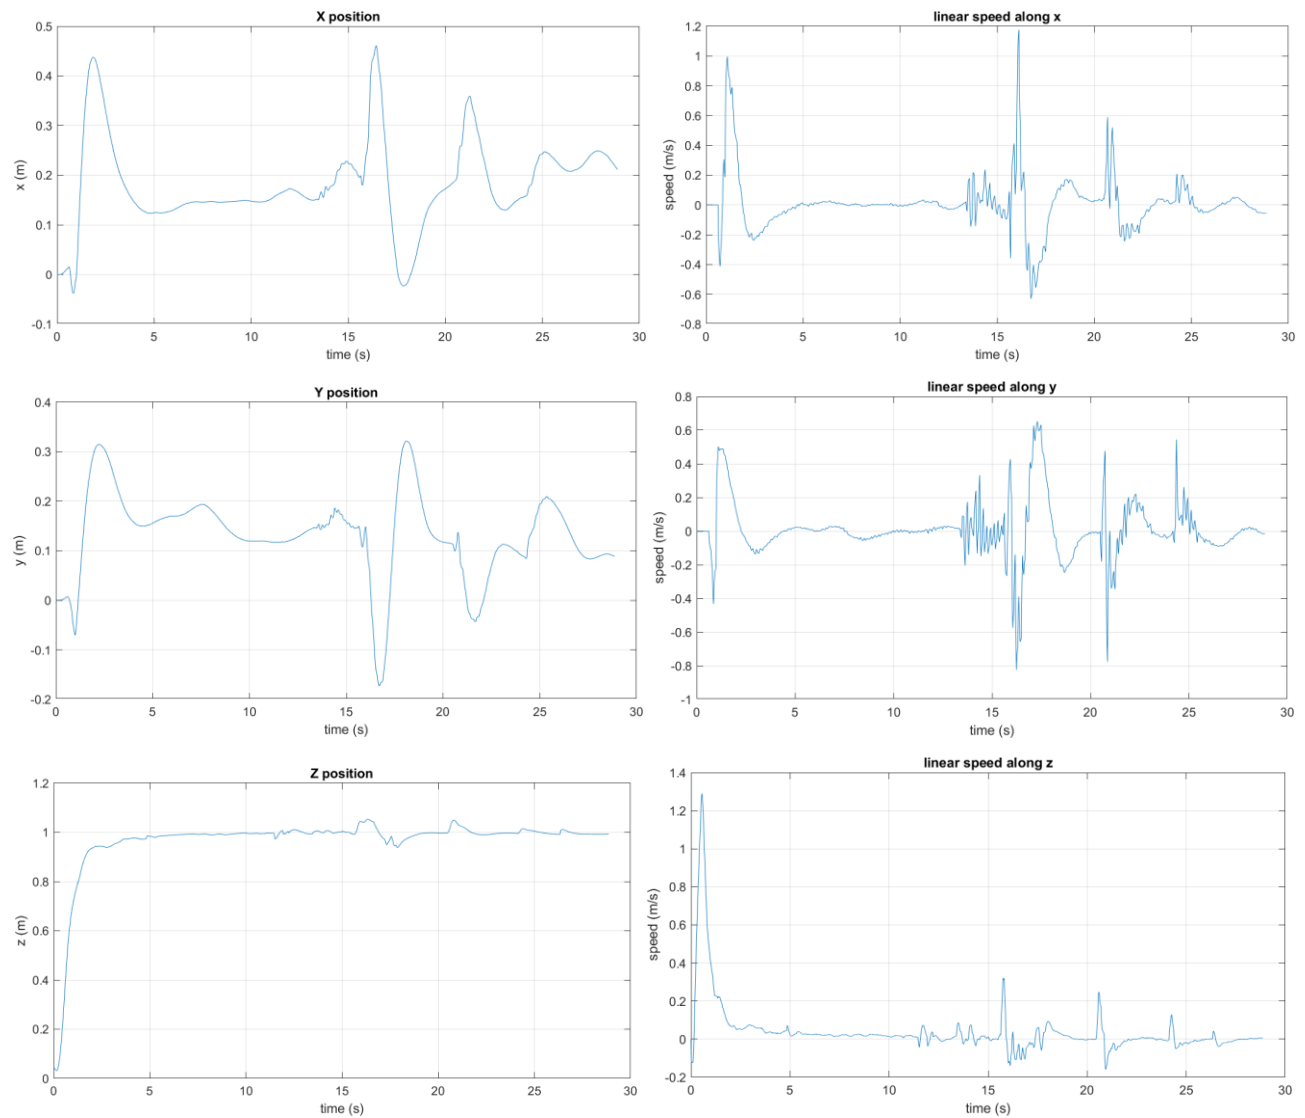 X position
0.5
0.4
0.3
0.2
0.1
0
-0.1
x (m)
0 5 10 15 20 25 30
time (s)
linear speed along x
1.2
1
0.8
0.6
0.4
0.2
0
-0.2
-0.4
-0.6
-0.8
speed (m/s)
0 5 10 15 20 25 30
time (s)
Y position
0.4
0.3
0.2
0.1
0
-0.1
-0.2
y (m)
0 5 10 15 20 25 30
time (s)
linear speed along y
0.8
0.6
0.4
0.2
0
-0.2
-0.4
-0.6
-0.8
-1
speed (m/s)
0 5 10 15 20 25 30
time (s)
Z position
1.2
1
0.8
0.6
0.4
0.2
0
z (m)
0 5 10 15 20 25 30
time (s)
linear speed along z
1.4
1.2
1
0.8
0.6
0.4
0.2
0
-0.2
speed (m/s)
0 5 10 15 20 25 30
time (s)